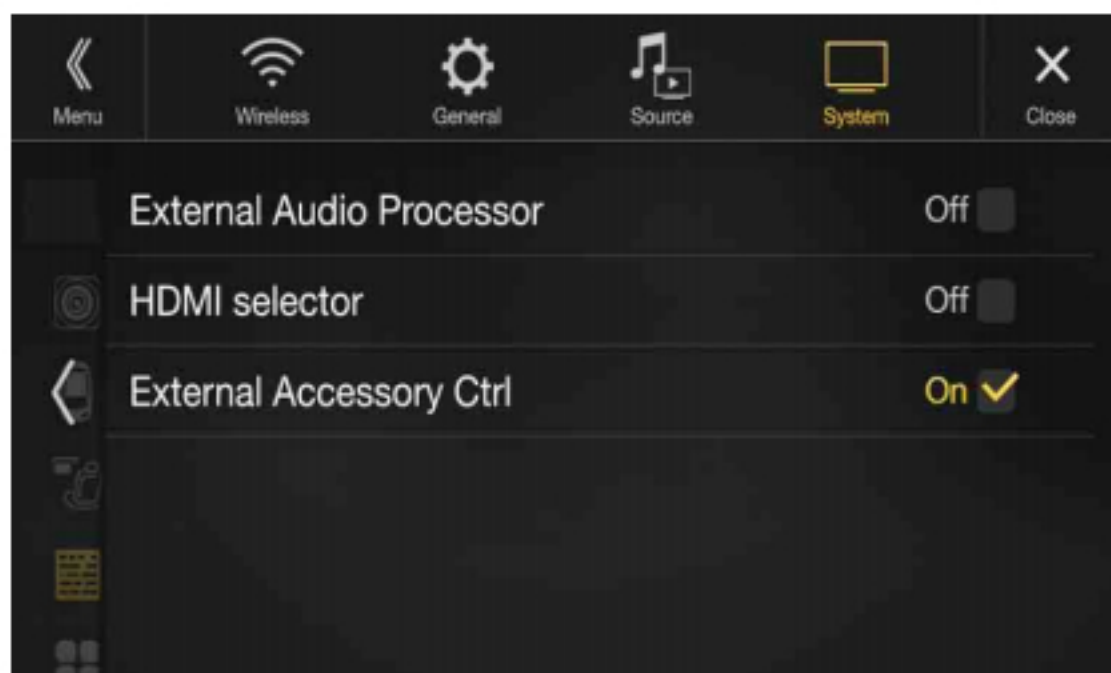 Menu
Wireless
General
Source
System
Close
External Audio Processor Off
HDMI selector Off
External Accessory Ctrl On